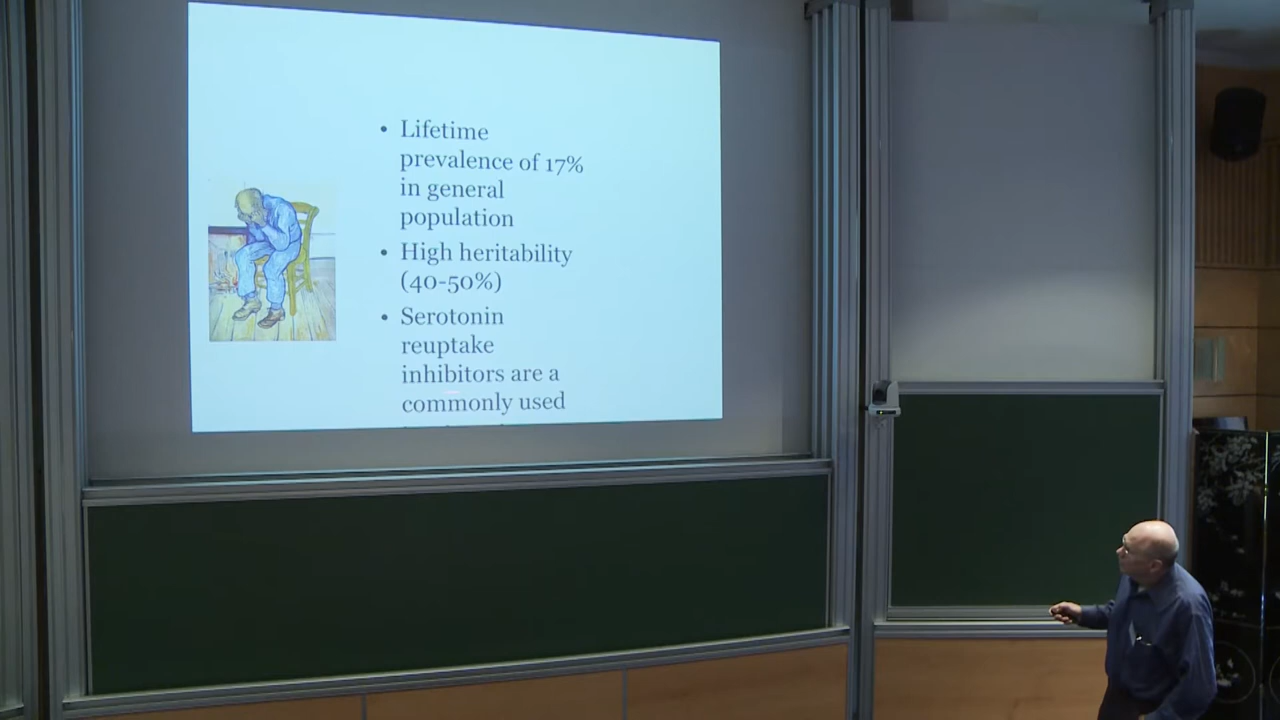 • Lifetime
prevalence of 17%
in general
population
• High heritability
(40-50%)
• Serotonin
reuptake
inhibitors are a
commonly used